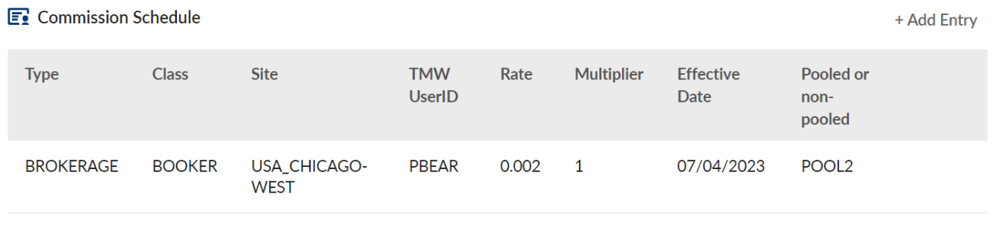 Commission Schedule
+ Add Entry
Type Class Site TMW UserID Rate Multiplier Effective Date Pooled or non-pooled
BROKERAGE BOOKER USA_CHICAGO-WEST PBEAR 0.002 1 07/04/2023 POOL2